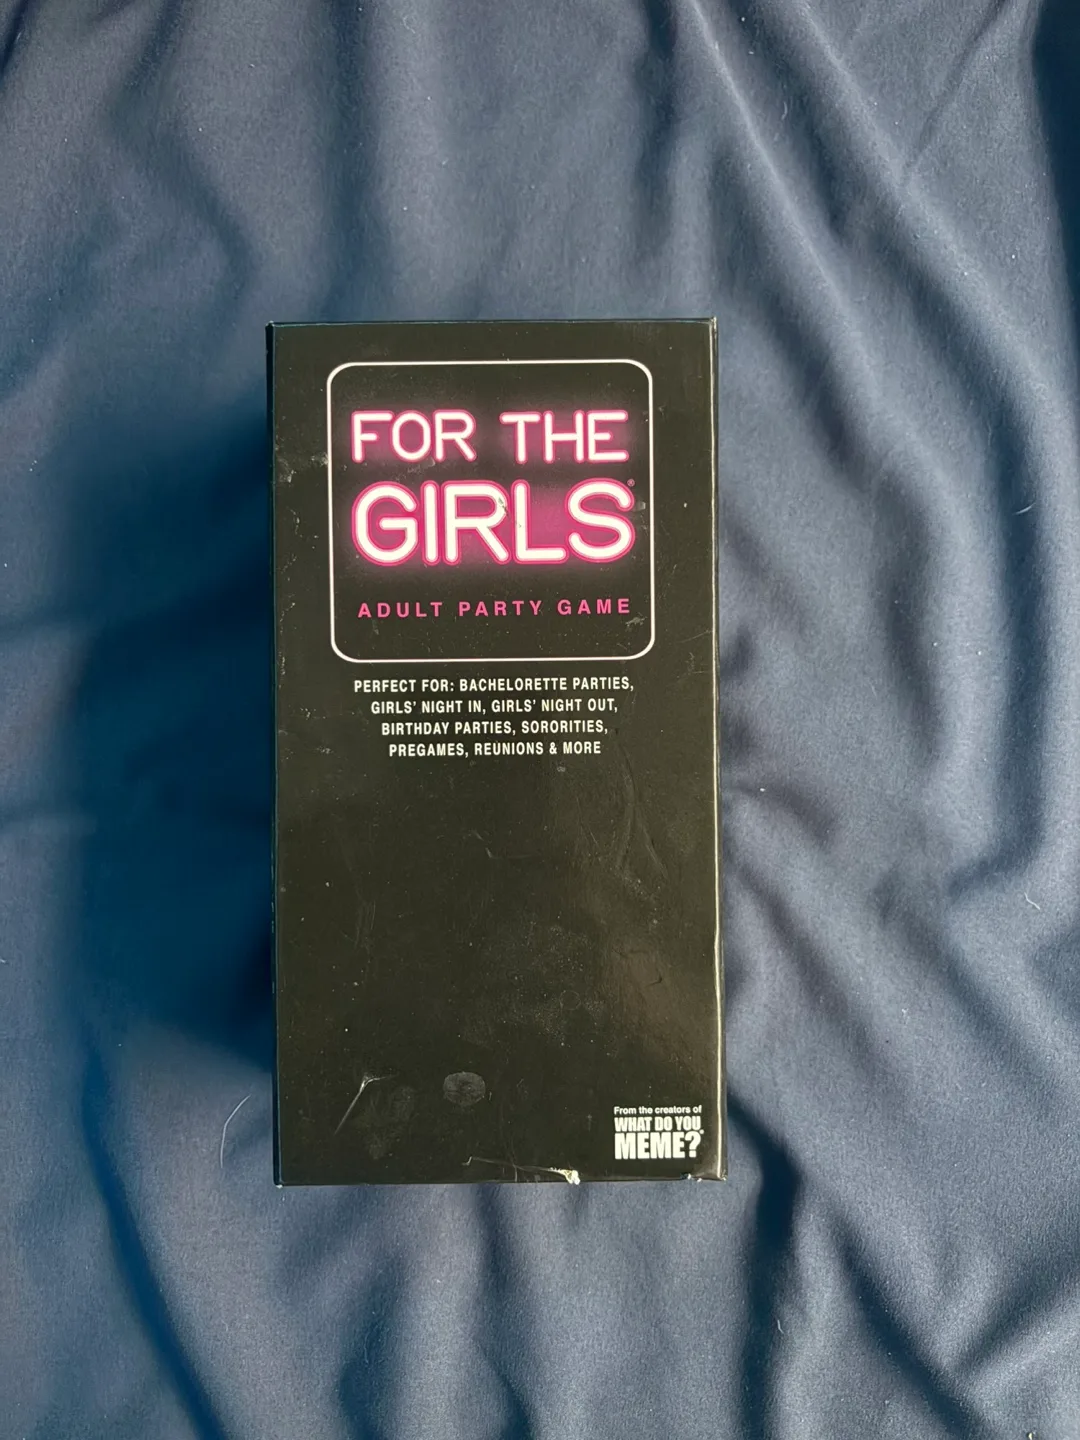 FOR THE
GIRLS®
ADULT PARTY GAME
PERFECT FOR: BACHELORETTE PARTIES,
GIRLS' NIGHT IN, GIRLS' NIGHT OUT,
BIRTHDAY PARTIES, SORORITIES,
PREGAMES, REUNIONS & MORE
From the creators of
WHAT DO YOU
MEME?®